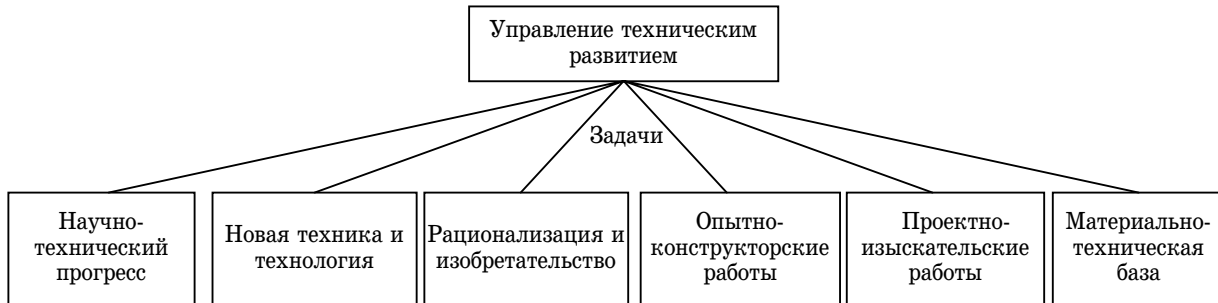 Управление техническим
развитием
Задачи
Научно-
технический
прогресс
Новая техника и
технология
Рационализация и
изобретательство
Опытно-
конструкторские
работы
Проектно-
изыскательские
работы
Материально-
техническая
база